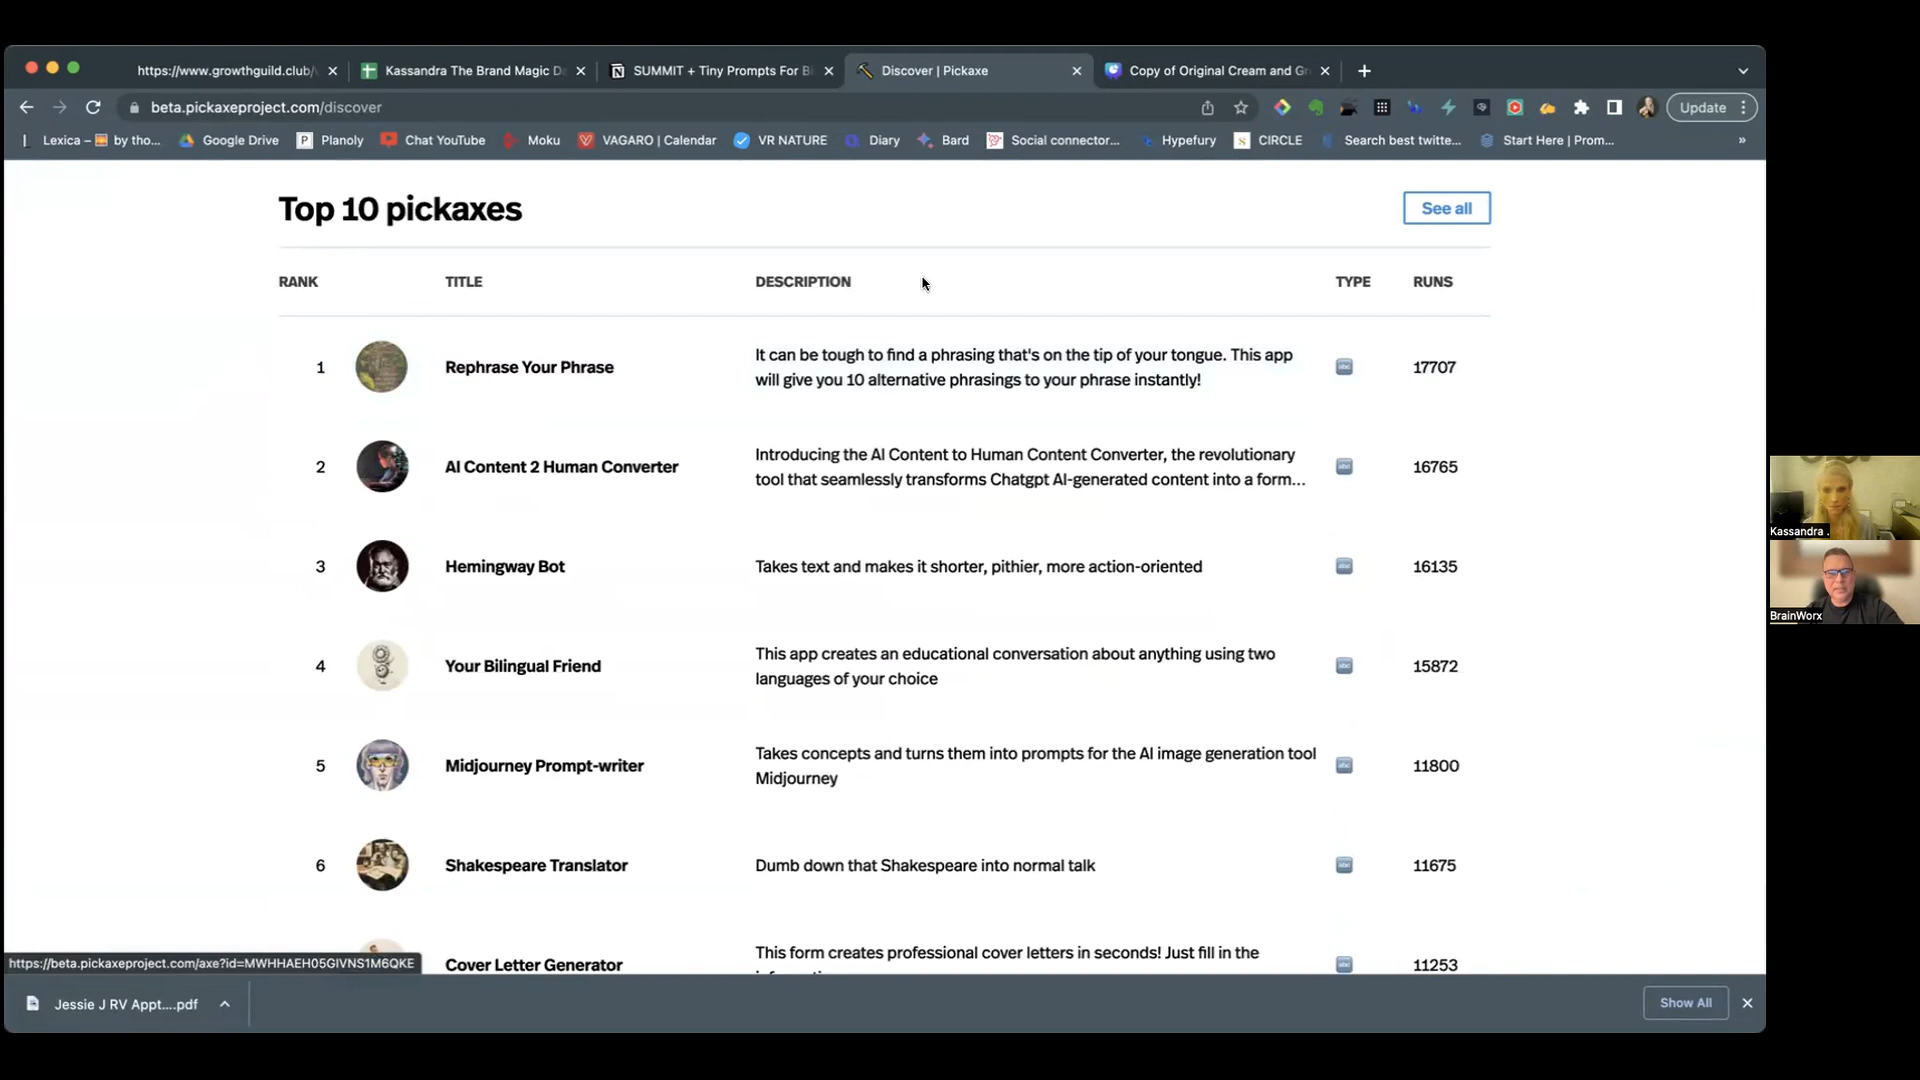 https://www.growthguild.club/
Kassandra The Brand Magic D
SUMMIT + Tiny Prompts For B
Discover | Pickaxe
Copy of Original Cream and Gr
beta.pickaxeproject.com/discover
Update
Lexica – by tho...
Google Drive
Planoly
Chat YouTube
Moku
VAGARO | Calendar
VR NATURE
Diary
Bard
Social connector...
Hypefury
CIRCLE
Search best twitte...
Start Here | Prom...
Top 10 pickaxes
See all
RANK TITLE DESCRIPTION TYPE RUNS
1 Rephrase Your Phrase
It can be tough to find a phrasing that's on the tip of your tongue. This app
will give you 10 alternative phrasings to your phrase instantly!
abc
17707
2 AI Content 2 Human Converter
Introducing the AI Content to Human Content Converter, the revolutionary
tool that seamlessly transforms Chatgpt AI-generated content into a form...
abc
16765
3 Hemingway Bot
Takes text and makes it shorter, pithier, more action-oriented
abc
16135
4 Your Bilingual Friend
This app creates an educational conversation about anything using two
languages of your choice
abc
15872
5 Midjourney Prompt-writer
Takes concepts and turns them into prompts for the AI image generation tool
Midjourney
abc
11800
6 Shakespeare Translator
Dumb down that Shakespeare into normal talk
abc
11675
Cover Letter Generator
This form creates professional cover letters in seconds! Just fill in the
abc
11253
https://beta.pickaxeproject.com/axe?id=MWHHAEH05GIVNS1M6QKE
Jessie J RV Appt....pdf
Show All
Kassandra .
BrainWorx